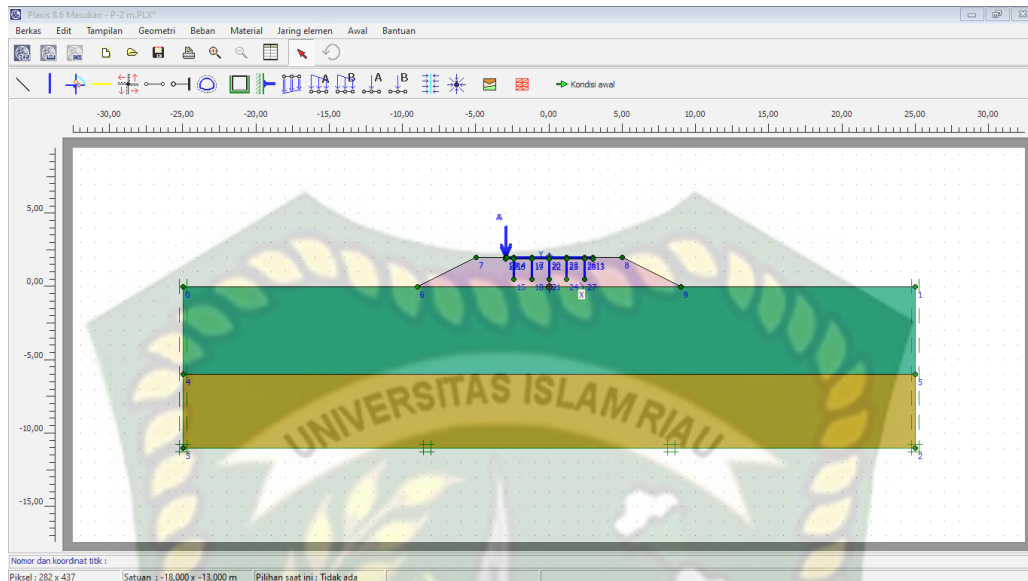 Plaxis 8.6 Masukan - P-2 m.PLX*
Berkas Edit Tampilan Geometri Beban Material Jaring elemen Awal Bantuan
Kondisi awal
-30,00 -25,00 -20,00 -15,00 -10,00 -5,00 0,00 5,00 10,00 15,00 20,00 25,00 30,00
5,00
A
7 8
0,00
15 24 27
0 6 X 9 1
-5,00
4 5
UNIVERSITAS ISLAM RIAU
-10,00
3 2
-15,00
Nomor dan koordinat titik :
Piksel : 282 x 437 Satuan : -18,000 x -13,000 m Pilihan saat ini : Tidak ada